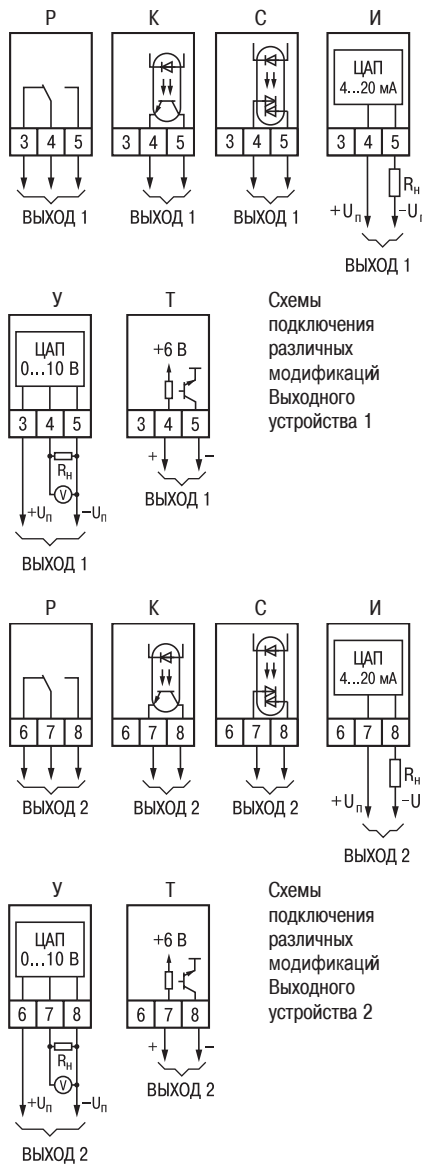 Р К С И
ЦАП
4...20 мА
3 4 5 3 4 5 3 4 5 3 4 5
Rн
+Uп −Uп
ВЫХОД 1 ВЫХОД 1 ВЫХОД 1
ВЫХОД 1
У Т
Схемы
подключения
различных
модификаций
Выходного
устройства 1
ЦАП
0...10 В
+6 В
3 4 5 3 4 5
Rн
V
+ −
ВЫХОД 1
+Uп −Uп
ВЫХОД 1
Р К С И
ЦАП
4...20 мА
6 7 8 6 7 8 6 7 8 6 7 8
Rн
+Uп −U
ВЫХОД 2 ВЫХОД 2 ВЫХОД 2
ВЫХОД 2
У Т
Схемы
подключения
различных
модификаций
Выходного
устройства 2
ЦАП
0...10 В
+6 В
6 7 8 6 7 8
Rн
V
+ −
ВЫХОД 2
+Uп −Uп
ВЫХОД 2